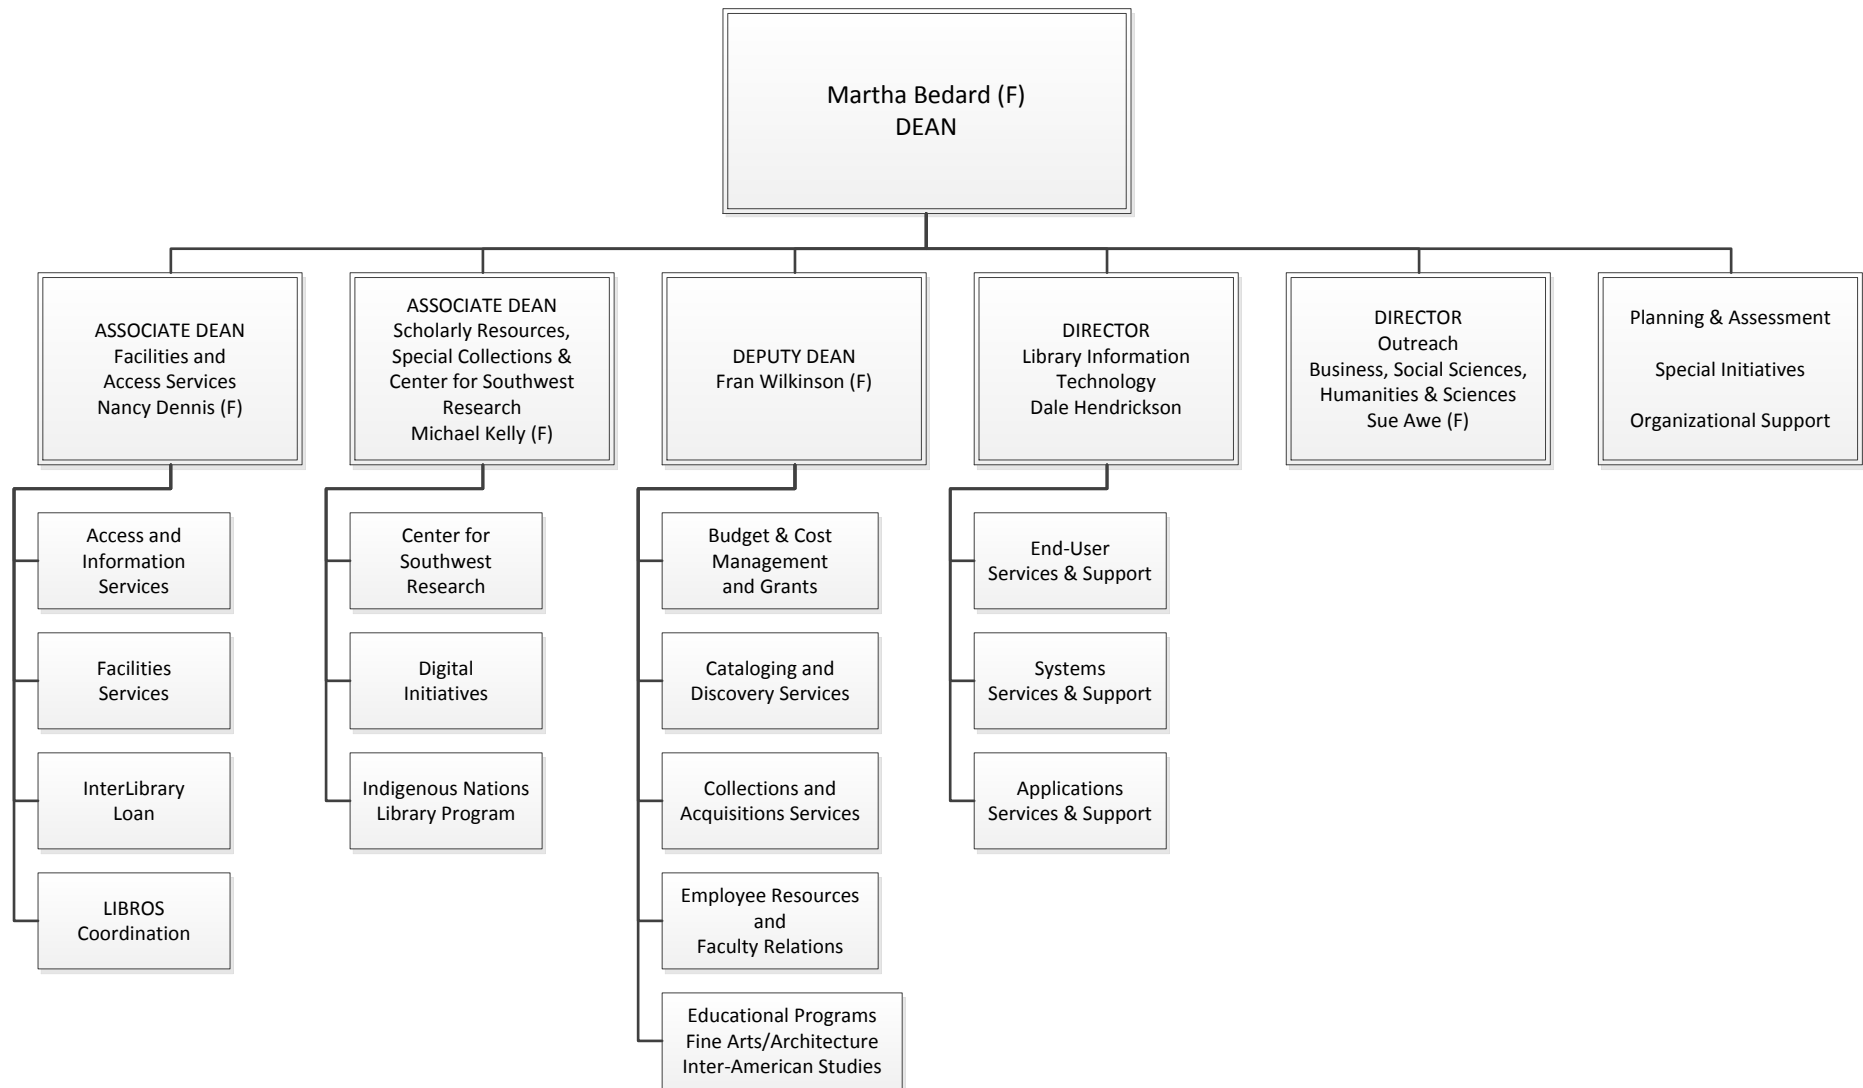 Martha Bedard (F)
DEAN
ASSOCIATE DEAN
Facilities and
Access Services
Nancy Dennis (F)
ASSOCIATE DEAN
Scholarly Resources,
Special Collections &
Center for Southwest
Research
Michael Kelly (F)
DEPUTY DEAN
Fran Wilkinson (F)
DIRECTOR
Library Information
Technology
Dale Hendrickson
DIRECTOR
Outreach
Business, Social Sciences,
Humanities & Sciences
Sue Awe (F)
Planning & Assessment
Special Initiatives
Organizational Support
Access and
Information
Services
Facilities
Services
InterLibrary
Loan
LIBROS
Coordination
Center for
Southwest
Research
Digital
Initiatives
Indigenous Nations
Library Program
Budget & Cost
Management
and Grants
Cataloging and
Discovery Services
Collections and
Acquisitions Services
Employee Resources
and
Faculty Relations
Educational Programs
Fine Arts/Architecture
Inter-American Studies
End-User
Services & Support
Systems
Services & Support
Applications
Services & Support